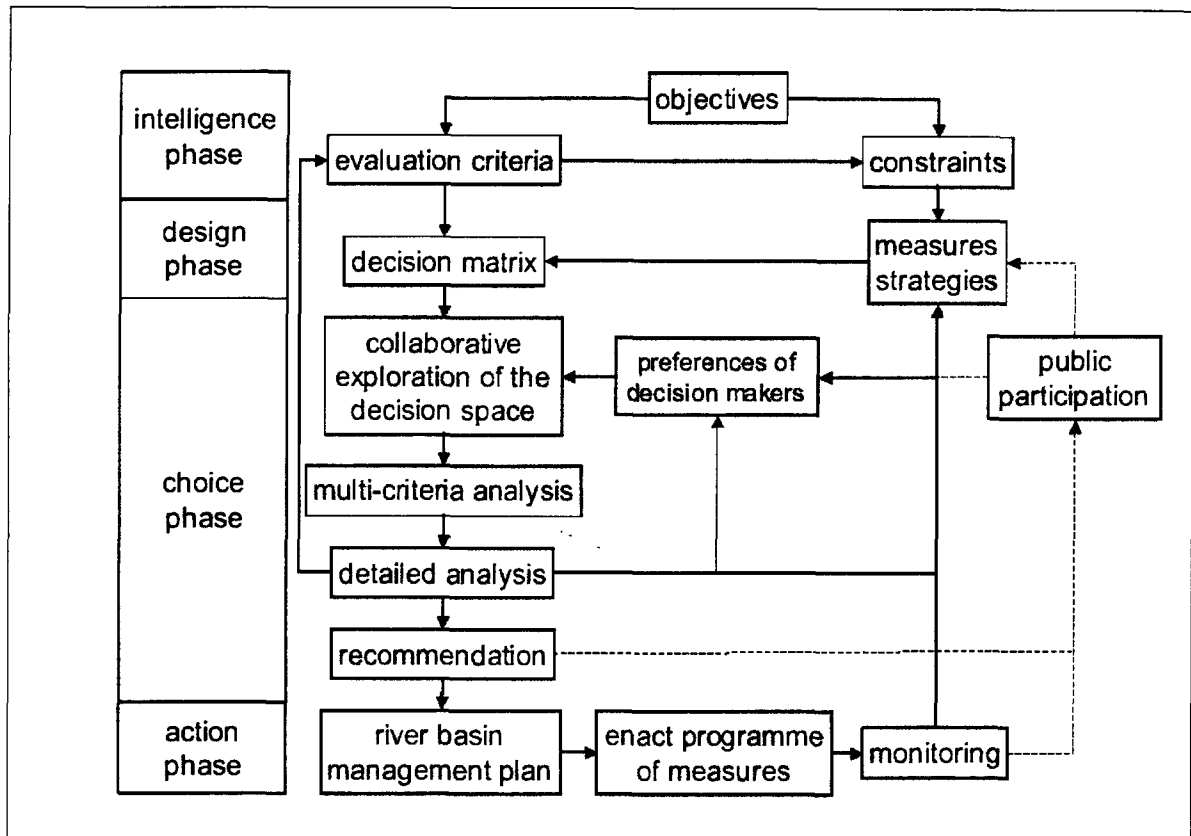 intelligence
phase
design
phase
choice
phase
action
phase
objectives
evaluation criteria
constraints
decision matrix
measures
strategies
collaborative
exploration of the
decision space
preferences of
decision makers
public
participation
multi-criteria analysis
detailed analysis
recommendation
river basin
management plan
enact programme
of measures
monitoring